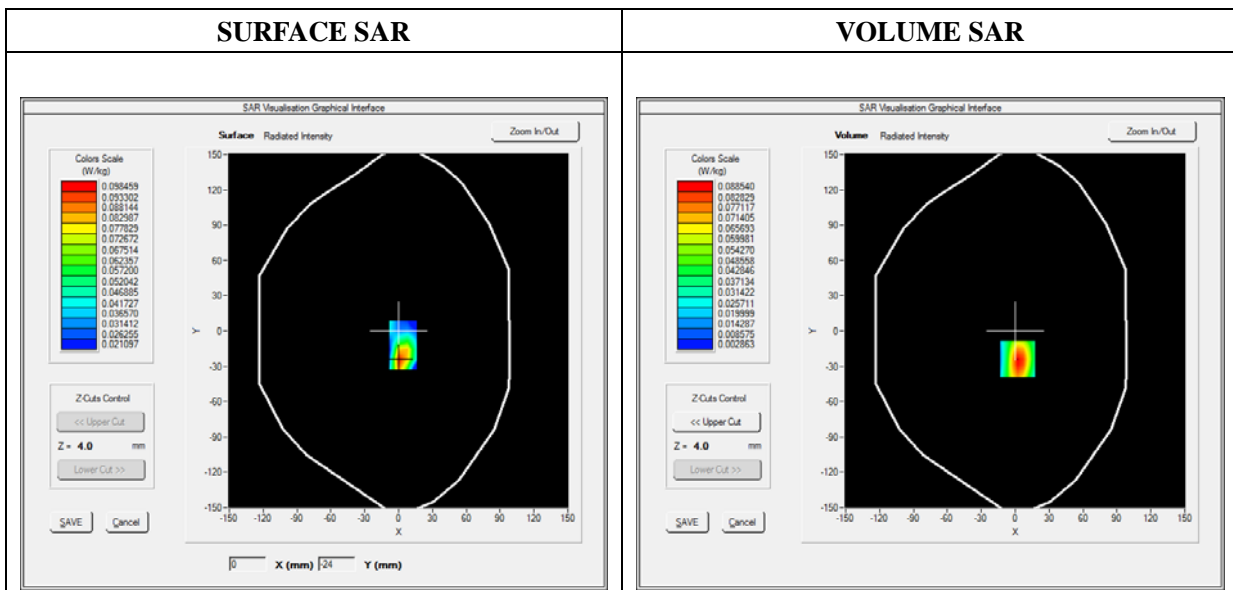 SURFACE SAR
VOLUME SAR
SAR Visualisation Graphical Interface
Surface Radiated Intensity
Zoom In/Out
Colors Scale
(W/kg)
0.098459
0.093302
0.088144
0.082987
0.077829
0.072672
0.067514
0.062357
0.057200
0.052042
0.046885
0.041727
0.036570
0.031412
0.026255
0.021097
Z-Cuts Control
<< Upper Cut
Z = 4.0 mm
Lower Cut >>
SAVE Cancel
150
120
90
60
30
0
-30
-60
-90
-120
-150
Y
-150 -120 -90 -60 -30 0 30 60 90 120 150
X
0 X (mm) -24 Y (mm)
SAR Visualisation Graphical Interface
Volume Radiated Intensity
Zoom In/Out
Colors Scale
(W/kg)
0.088540
0.082829
0.077117
0.071405
0.065693
0.059981
0.054270
0.048558
0.042846
0.037134
0.031422
0.025711
0.019999
0.014287
0.008575
0.002863
Z-Cuts Control
<< Upper Cut
Z = 4.0 mm
Lower Cut >>
SAVE Cancel
150
120
90
60
30
0
-30
-60
-90
-120
-150
Y
-150 -120 -90 -60 -30 0 30 60 90 120 150
X